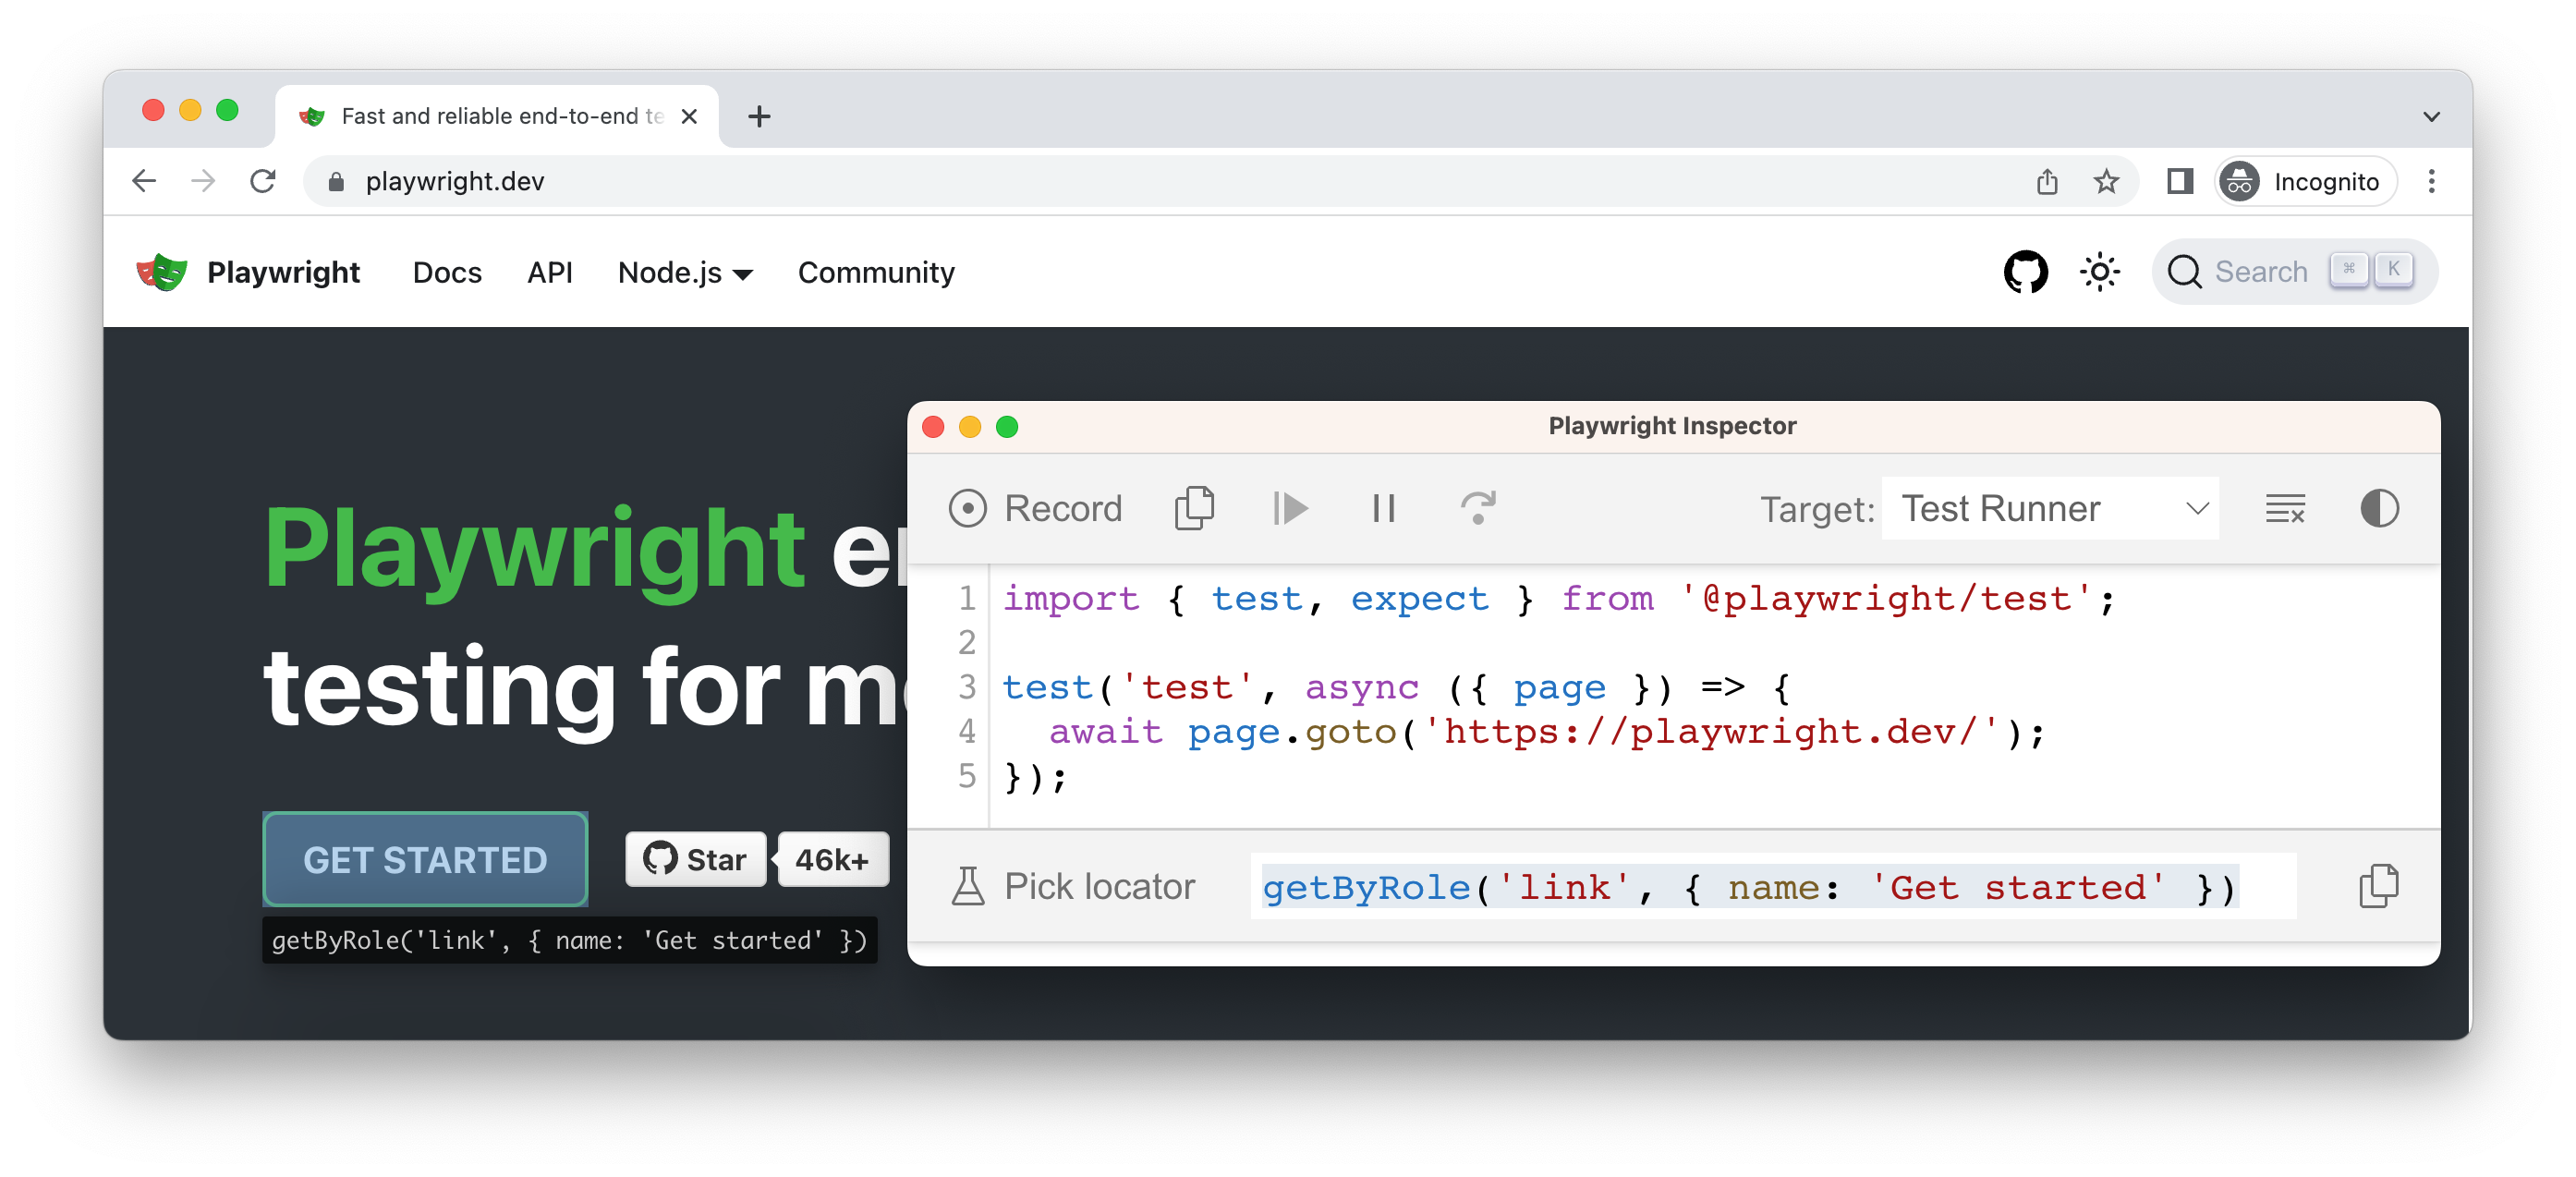 Fast and reliable end-to-end te
playwright.dev
Incognito
Playwright Docs API Node.js Community
Search ⌘ K
Playwright
testing for
GET STARTED
Star 46k+
getByRole('link', { name: 'Get started' })
Playwright Inspector
Record
Target: Test Runner
1 import { test, expect } from '@playwright/test';
2
3 test('test', async ({ page }) => {
4   await page.goto('https://playwright.dev/');
5 });
Pick locator
getByRole('link', { name: 'Get started' })